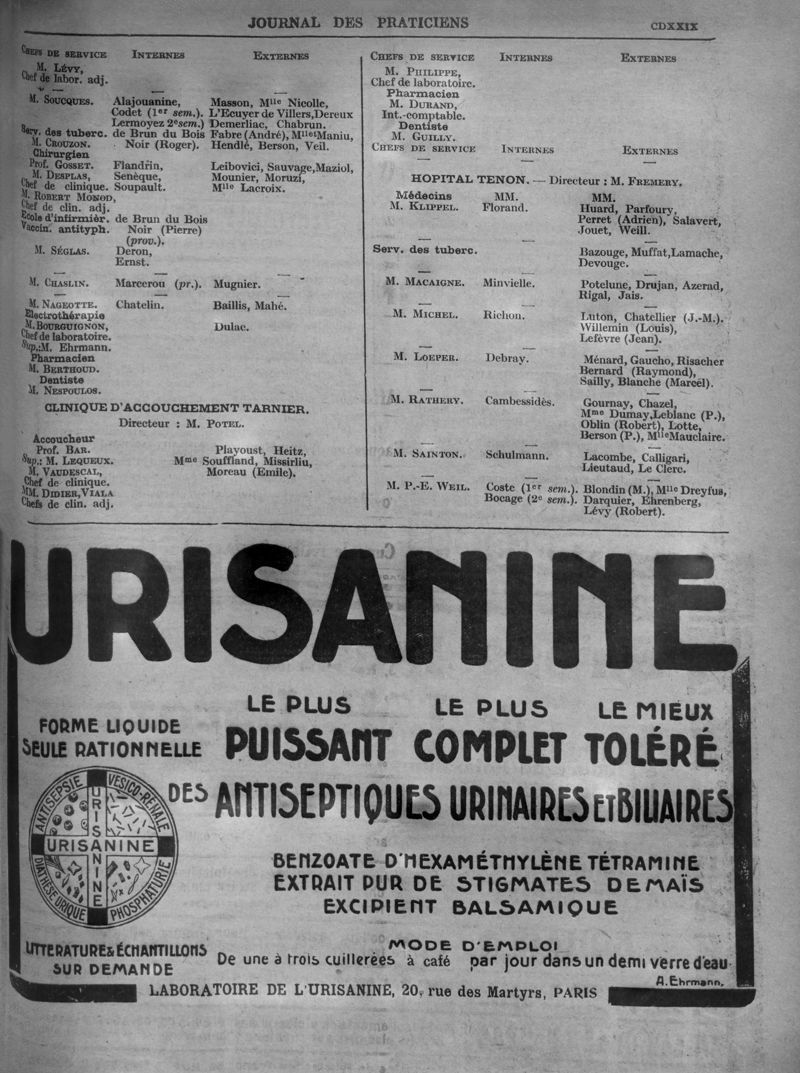 JOURNAL DES PRATICIENS
CDXXIX
CHEFS DE SERVICE INTERNES EXTERNES
M. LÉVY,
Chef de labor. adj.
M. SOUCQUES. Alajouanine, Masson, Mlle Nicolle,
Codet (1er sem.) L'Ecuyer de Villers, Dereux
Lermoyez 2e sem.) Demerliac, Chabrun.
Serv. des tuberc. de Brun du Bois Fabre (André), Mlles Maniu,
M. CROUZON. Noir (Roger). Hendlé, Berson, Veil.
Chirurgien
Prof. GOSSET. Flandrin, Leibovici, Sauvage, Maziol,
M. DESPLAS, Senèque, Mounier, Moruzi,
Chef de clinique. Soupault. Mlle Lacroix.
M. ROBERT MONOD,
Chef de clin. adj.
Ecole d'infirmièr. de Brun du Bois
Vaccin. antityph. Noir (Pierre)
(prov.).
M. SÉGLAS. Deron,
Ernst.
M. CHASLIN. Marcerou (pr.). Mugnier.
M. NAGEOTTE. Chatelin. Baillis, Mahé.
Electrothérapie
M. BOURGUIGNON, Dulac.
Chef de laboratoire.
Sup.: M. Ehrmann.
Pharmacien
M. BERTHOUD.
Dentiste
M. NESPOULOS.
CLINIQUE D'ACCOUCHEMENT TARNIER.
Directeur : M. POTEL.
Accoucheur
Prof. BAR. Playoust, Heitz,
Sup.: M. LEQUEUX. Mme Souffland, Missirliu,
M. VAUDESCAL, Moreau (Emile).
Chef de clinique.
MM. DIDIER, VIALA
Chefs de clin. adj.
CHEFS DE SERVICE INTERNES EXTERNES
M. PHILIPPE,
Chef de laboratoire.
Pharmacien
M. DURAND,
Int.-comptable.
Dentiste
M. GUILLY.
CHEFS DE SERVICE INTERNES EXTERNES
HOPITAL TENON. — Directeur : M. FREMERY.
Médecins MM. MM.
M. KLIPPEL. Florand. Huard, Parfoury,
Perret (Adrien), Salavert,
Jouet, Weill.
Serv. des tuberc. Bazouge, Muffat, Lamache,
Devouge.
M. MACAIGNE. Minvielle. Potelune, Drujan, Azerad,
Rigal, Jais.
M. MICHEL. Richon. Luton, Chatellier (J.-M.).
Willemin (Louis),
Lefèvre (Jean).
M. LOEPER. Debray. Ménard, Gaucho, Risacher
Bernard (Raymond),
Sailly, Blanche (Marcel).
M. RATHERY. Cambessidès. Gournay, Chazel,
Mme Dumay, Leblanc (P.),
Oblin (Robert), Lotte,
Berson (P.), Mlle Mauclaire.
M. SAINTON. Schulmann. Lacombe, Calligari,
Lieutaud, Le Clerc.
M. P.-E. WEIL. Coste (1er sem.). Blondin (M.), Mlle Dreyfus,
Bocage (2e sem.). Darquier, Ehrenberg,
Lévy (Robert).
URISANINE
FORME LIQUIDE
SEULE RATIONNELLE
LE PLUS LE PLUS LE MIEUX
PUISSANT COMPLET TOLÉRÉ
DES ANTISEPTIQUES URINAIRES ET BILIAIRES
ANTISEPSIE VESICO-RENALE
URISANINE
URISANINE
DIATHÈSE URIQUE PHOSPHATURIE
BENZOATE D'HEXAMÉTHYLÈNE TÉTRAMINE
EXTRAIT PUR DE STIGMATES DE MAÏS
EXCIPIENT BALSAMIQUE
LITTERATURE & ÉCHANTILLONS
SUR DEMANDE
MODE D'EMPLOI
De une à trois cuillerées à café par jour dans un demi verre d'eau
A. Ehrmann.
LABORATOIRE DE L'URISANINE, 20, rue des Martyrs, PARIS